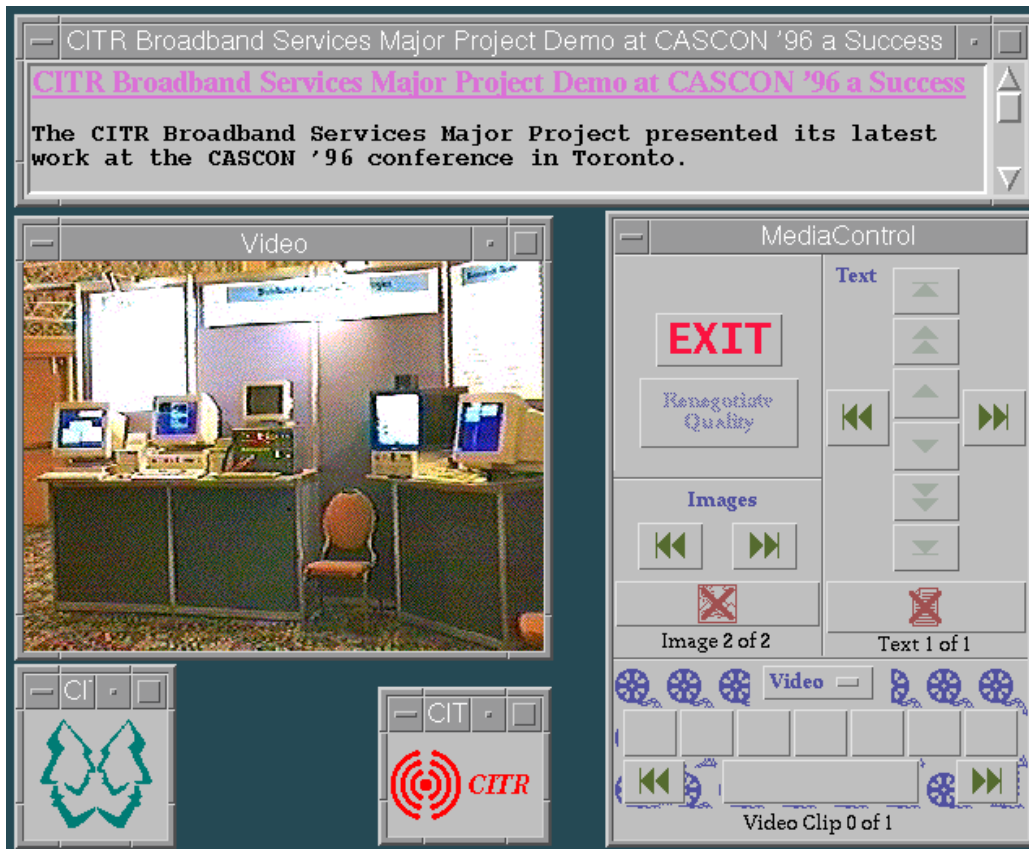 CITR Broadband Services Major Project Demo at CASCON '96 a Success
CITR Broadband Services Major Project Demo at CASCON '96 a Success
The CITR Broadband Services Major Project presented its latest
work at the CASCON '96 conference in Toronto.
Video
MediaControl
EXIT
Renegotiate
Quality
Text
Images
Image 2 of 2
Text 1 of 1
Video
Video Clip 0 of 1
CIT
CITR